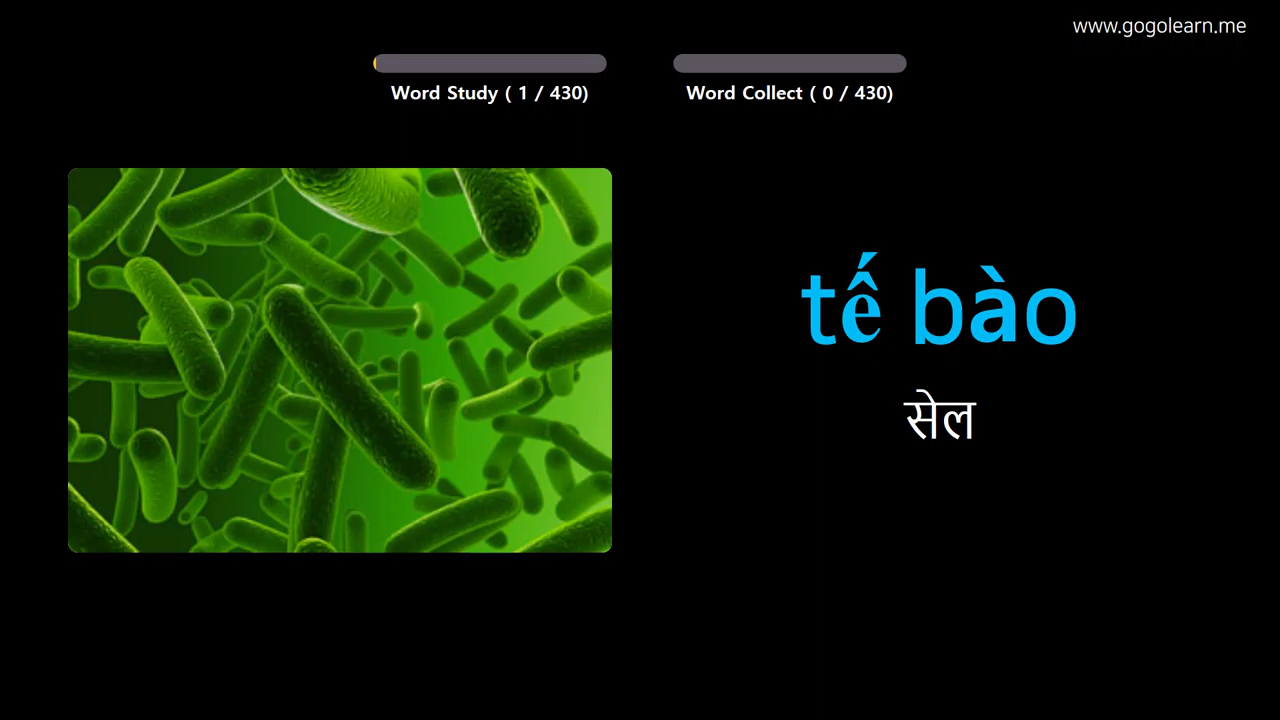 www.gogolearn.me
Word Study ( 1 / 430)
Word Collect ( 0 / 430)
tế bào
सेल